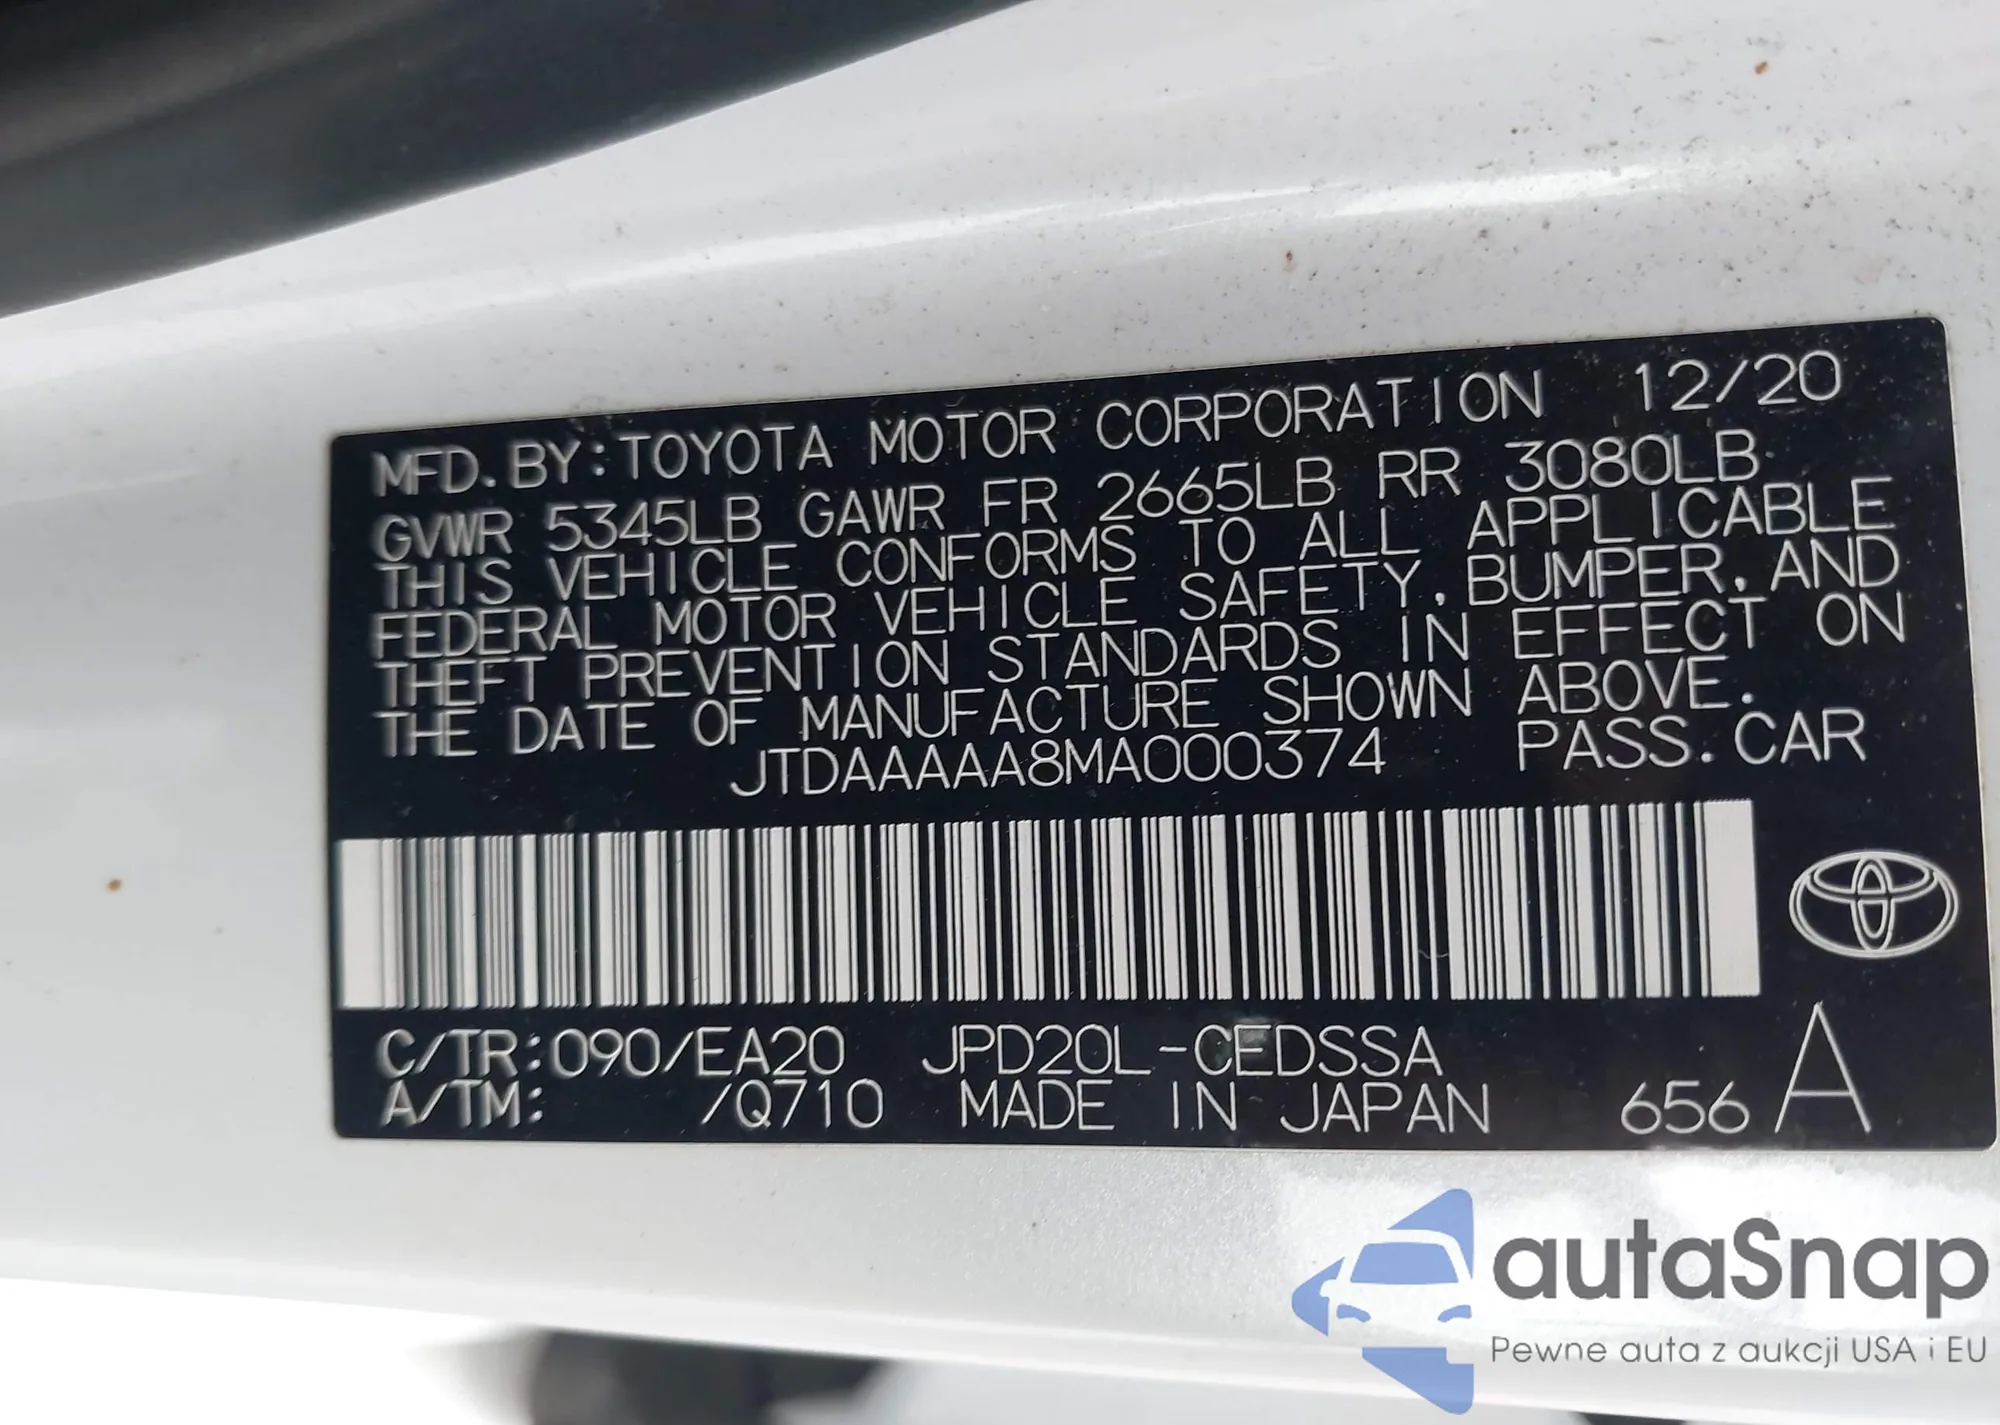 MFD. BY: TOYOTA MOTOR CORPORATION 12/20
GVWR 5345LB GAWR FR 2665LB RR 3080LB
THIS VEHICLE CONFORMS TO ALL APPLICABLE
FEDERAL MOTOR VEHICLE SAFETY, BUMPER, AND
THEFT PREVENTION STANDARDS IN EFFECT ON
THE DATE OF MANUFACTURE SHOWN ABOVE.
JTDAAAAA8MA000374 PASS. CAR
C/TR:090/EA20 JPD20L-CEDSSA
A/TM: /Q710 MADE IN JAPAN 656 A
autaSnap
Pewne auta z aukcji USA i EU